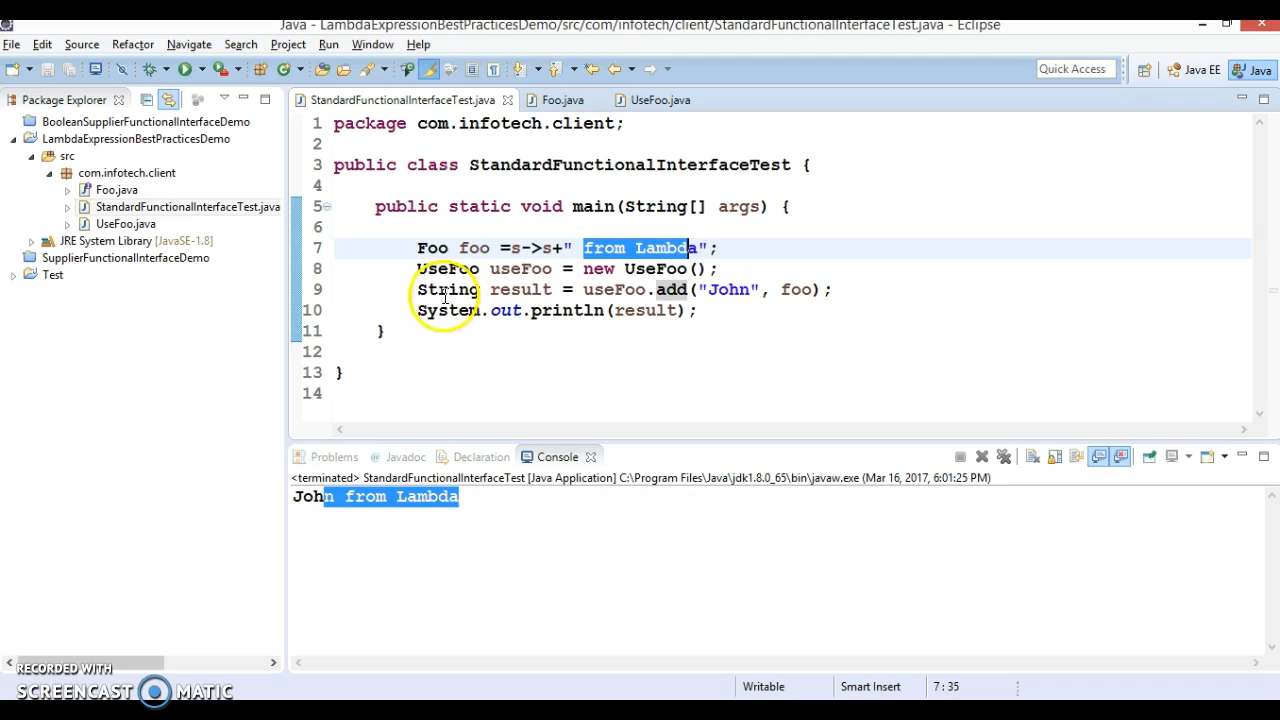 Java - LambdaExpressionBestPracticesDemo/src/com/infotech/client/StandardFunctionalInterfaceTest.java - Eclipse
File Edit Source Refactor Navigate Search Project Run Window Help
Quick Access Java EE Java
Package Explorer
BooleanSupplierFunctionalInterfaceDemo
LambdaExpressionBestPracticesDemo
src
com.infotech.client
Foo.java
StandardFunctionalInterfaceTest.java
UseFoo.java
JRE System Library [JavaSE-1.8]
SupplierFunctionalInterfaceDemo
Test
StandardFunctionalInterfaceTest.java Foo.java UseFoo.java
1 package com.infotech.client;
2
3 public class StandardFunctionalInterfaceTest {
4
5 public static void main(String[] args) {
6
7 Foo foo =s->s+" from Lambda";
8 UseFoo useFoo = new UseFoo();
9 String result = useFoo.add("John", foo);
10 System.out.println(result);
11 }
12
13 }
14
Problems @ Javadoc Declaration Console
<terminated> StandardFunctionalInterfaceTest [Java Application] C:\Program Files\Java\jdk1.8.0_65\bin\javaw.exe (Mar 16, 2017, 6:01:25 PM)
John from Lambda
Writable Smart Insert 7 : 35
RECORDED WITH
SCREENCAST MATIC